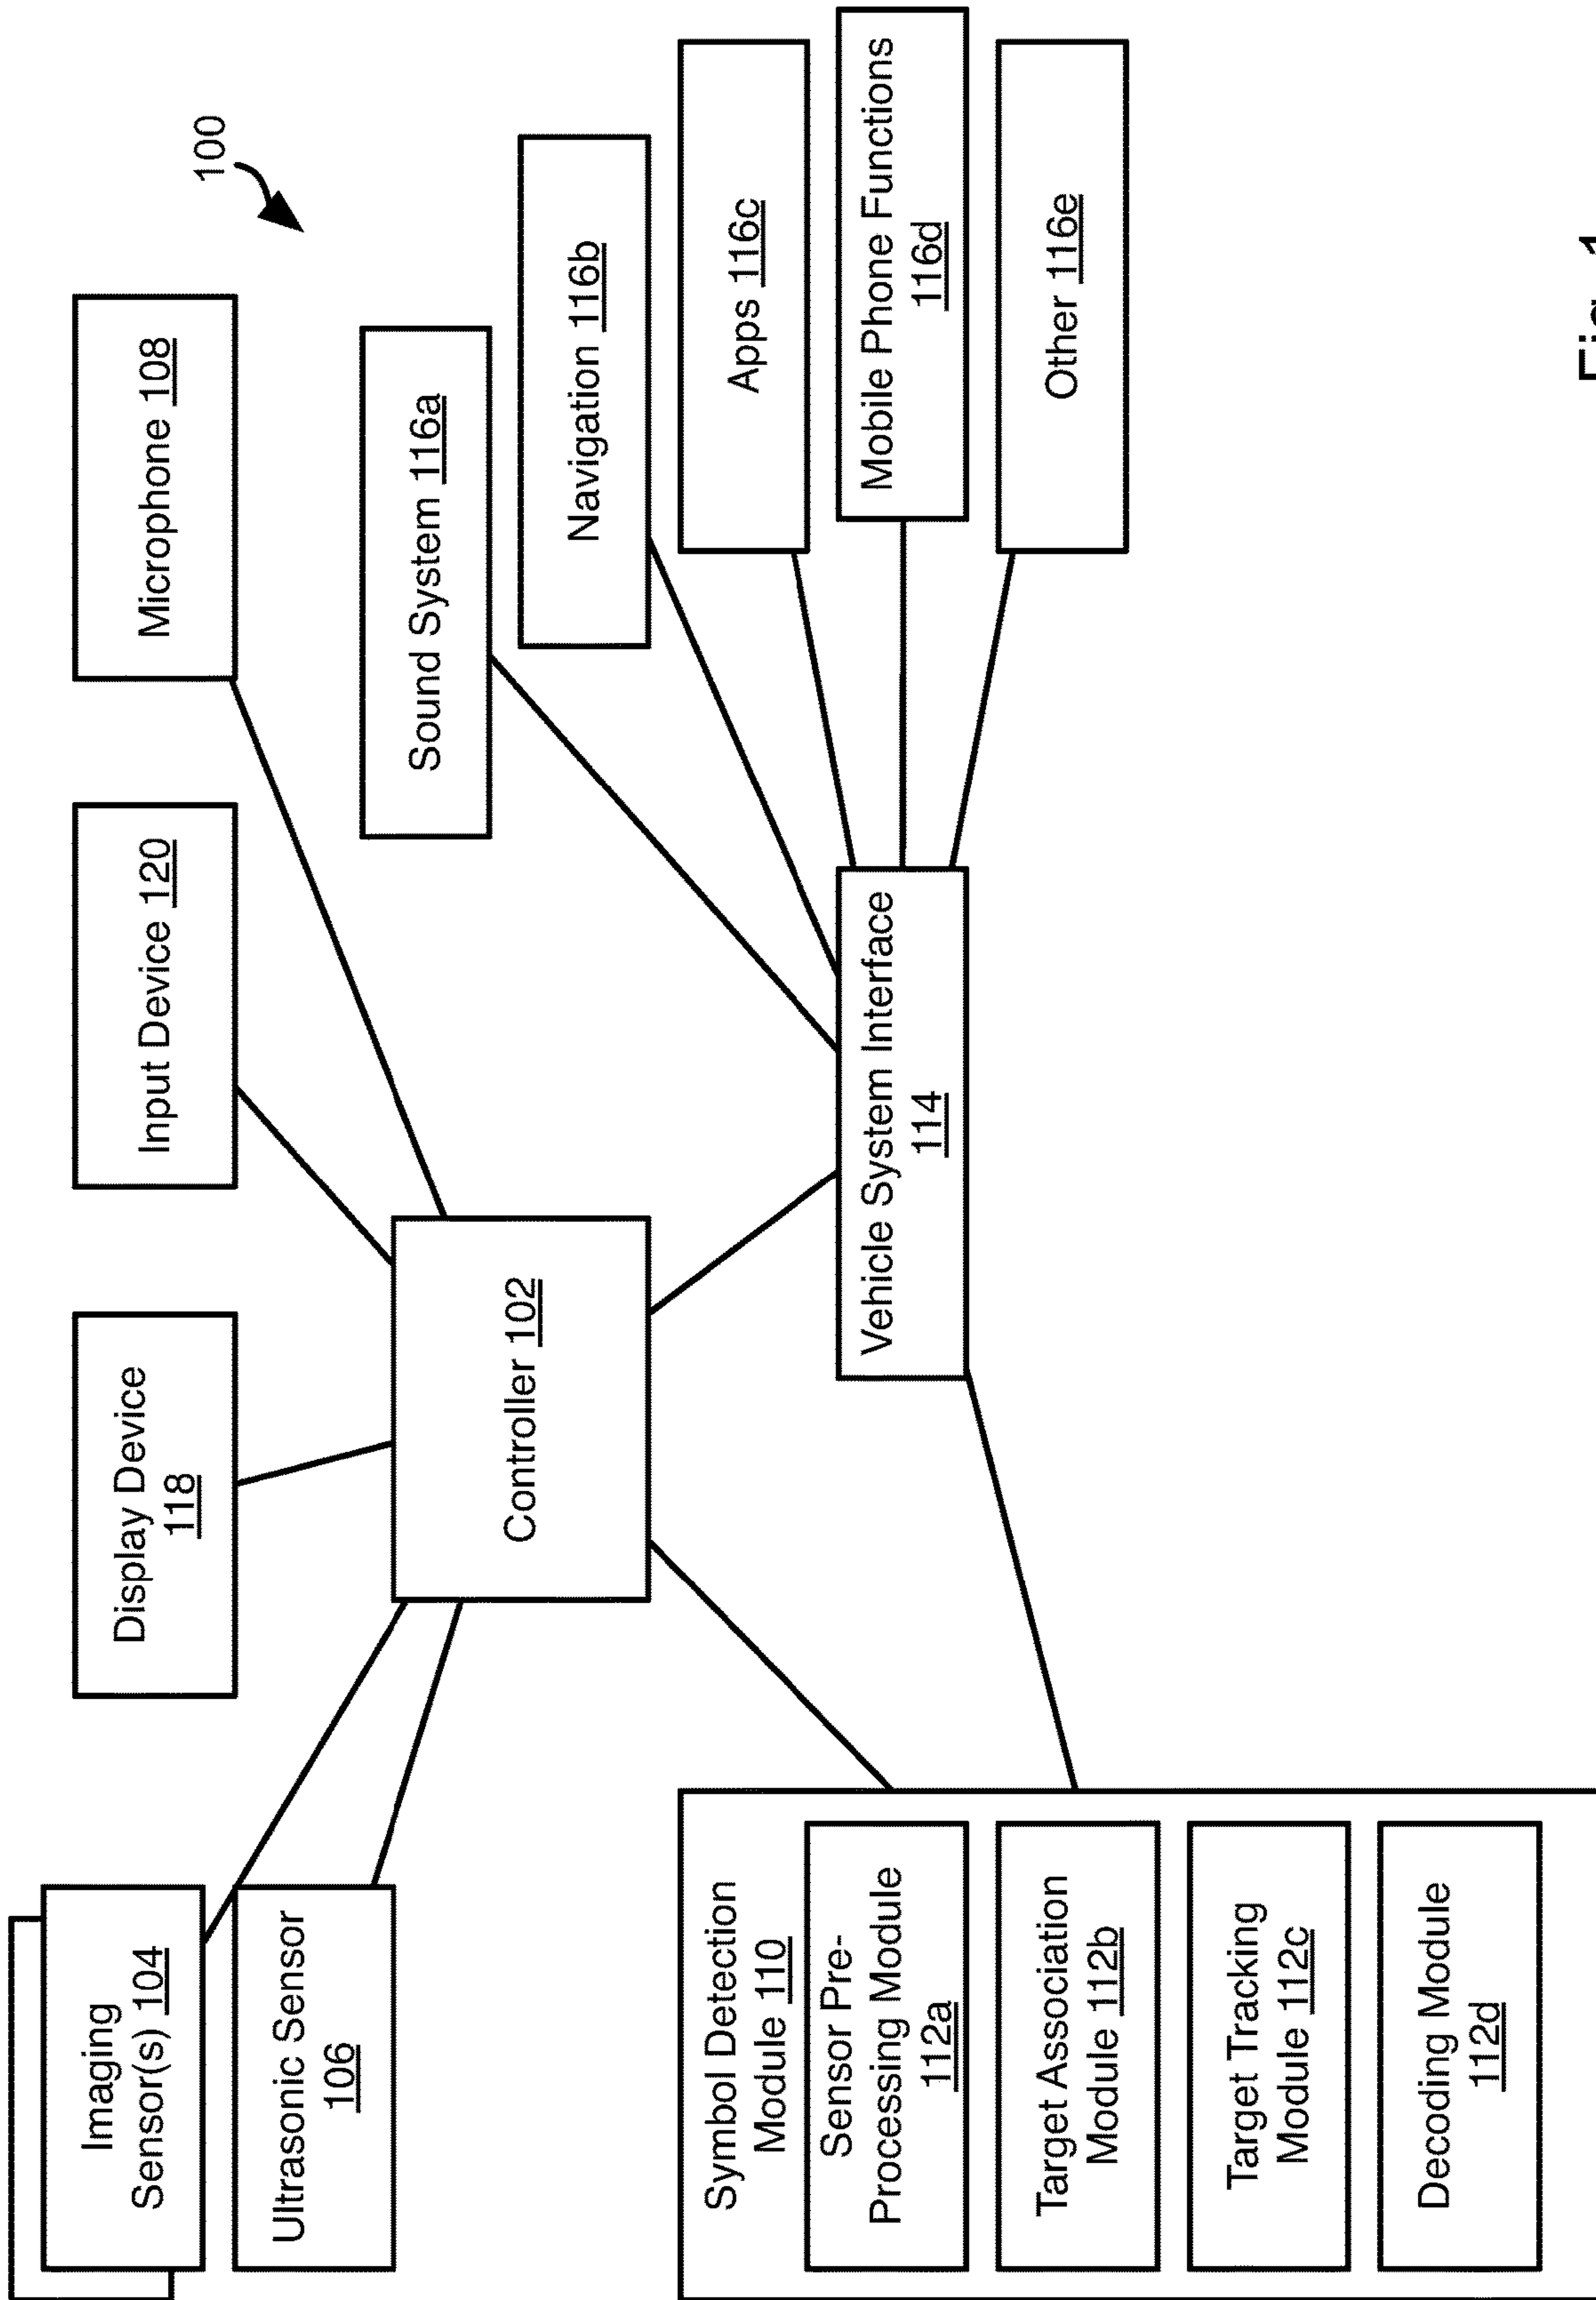 100
Imaging
Sensor(s) 104
Ultrasonic Sensor
106
Display Device
118
Input Device 120
Microphone 108
Controller 102
Sound System 116a
Navigation 116b
Apps 116c
Mobile Phone Functions
116d
Other 116e
Vehicle System Interface
114
Symbol Detection
Module 110
Sensor Pre-
Processing Module
112a
Target Association
Module 112b
Target Tracking
Module 112c
Decoding Module
112d
Fig. 1